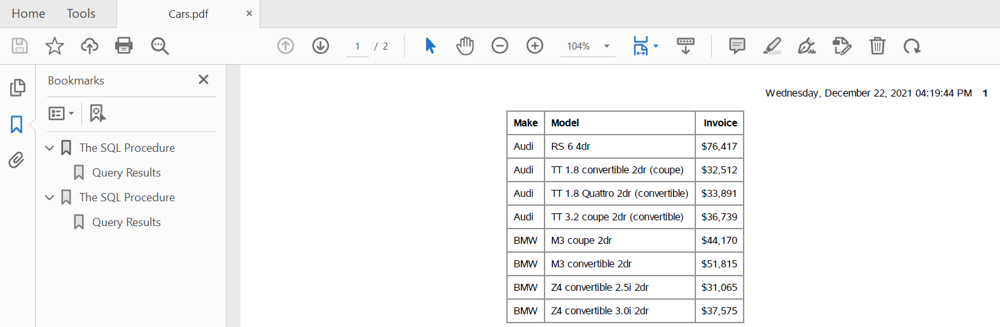 Home Tools Cars.pdf ×
1 / 2 104%
Bookmarks
The SQL Procedure
Query Results
The SQL Procedure
Query Results
Wednesday, December 22, 2021 04:19:44 PM 1
Make Model Invoice
Audi RS 6 4dr $76,417
Audi TT 1.8 convertible 2dr (coupe) $32,512
Audi TT 1.8 Quattro 2dr (convertible) $33,891
Audi TT 3.2 coupe 2dr (convertible) $36,739
BMW M3 coupe 2dr $44,170
BMW M3 convertible 2dr $51,815
BMW Z4 convertible 2.5i 2dr $31,065
BMW Z4 convertible 3.0i 2dr $37,575